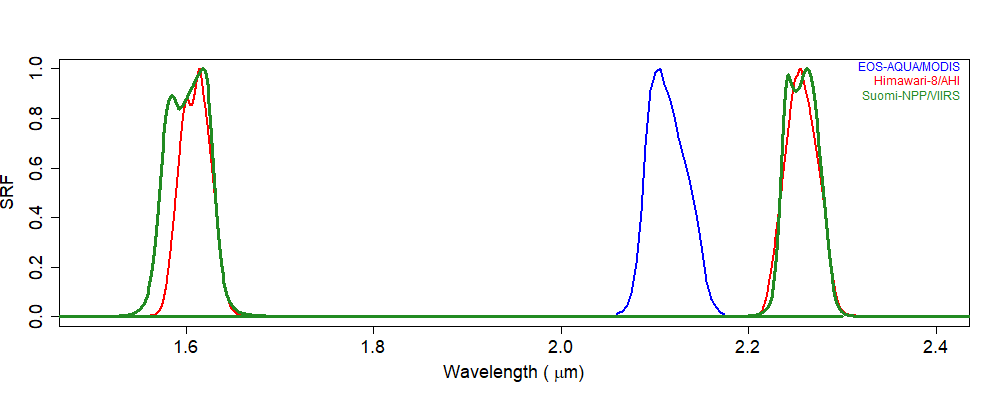 EOS-AQUA/MODIS
Himawari-8/AHI
Suomi-NPP/VIIRS
SRF
1.0
0.8
0.6
0.4
0.2
0.0
1.6 1.8 2.0 2.2 2.4
Wavelength ( μm)